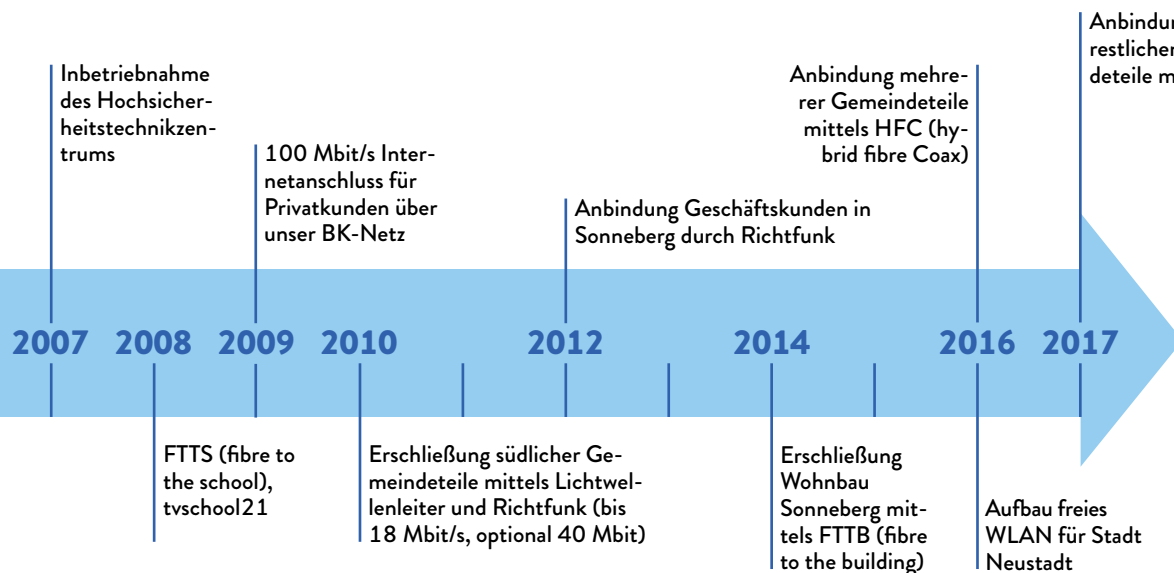 Inbetriebnahme
des Hochsicher-
heitstechnikzen-
trums
100 Mbit/s Inter-
netanschluss für
Privatkunden über
unser BK-Netz
Anbindung Geschäftskunden in
Sonneberg durch Richtfunk
Anbindung mehre-
rer Gemeindeteile
mittels HFC (hy-
brid fibre Coax)
restlicher
deteile
2007 2008 2009 2010 2012 2014 2016 2017
FTTS (fibre to
the school),
tvschool21
Erschließung südlicher Ge-
meindeteile mittels Lichtwel-
lenleiter und Richtfunk (bis
18 Mbit/s, optional 40 Mbit)
Erschließung
Wohnbau
Sonneberg mit-
tels FTTB (fibre
to the building)
Aufbau freies
WLAN für Stadt
Neustadt